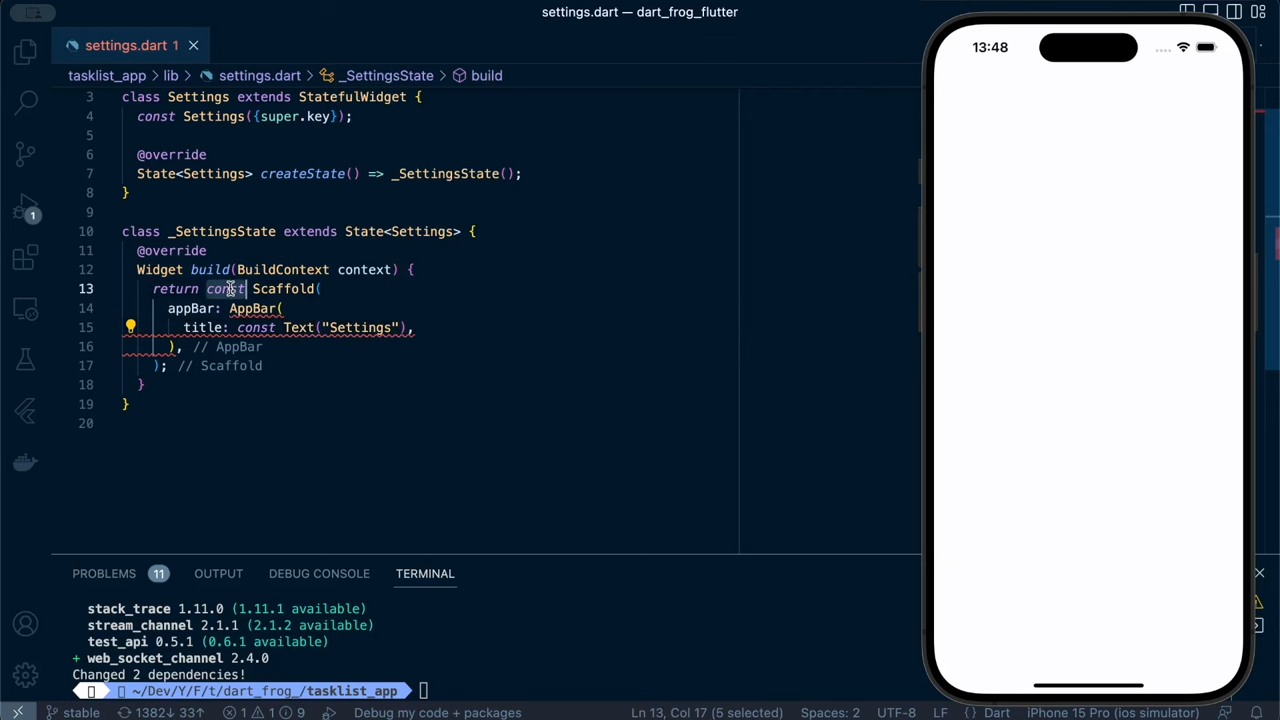 settings.dart — dart_frog_flutter
settings.dart 1
tasklist_app > lib > settings.dart > _SettingsState > build
3 class Settings extends StatefulWidget {
4 const Settings({super.key});
5
6 @override
7 State<Settings> createState() => _SettingsState();
8 }
9
10 class _SettingsState extends State<Settings> {
11 @override
12 Widget build(BuildContext context) {
13 return const Scaffold(
14 appBar: AppBar(
15 title: const Text("Settings"),
16 ), // AppBar
17 ); // Scaffold
18 }
19 }
20
1
PROBLEMS 11 OUTPUT DEBUG CONSOLE TERMINAL
stack_trace 1.11.0 (1.11.1 available)
stream_channel 2.1.1 (2.1.2 available)
test_api 0.5.1 (0.6.1 available)
+ web_socket_channel 2.4.0
Changed 2 dependencies!
~/Dev/Y/F/t/dart_frog_/tasklist_app
stable 1382↓ 33↑ 1 1 9 Debug my code + packages Ln 13, Col 17 (5 selected) Spaces: 2 UTF-8 LF {} Dart iPhone 15 Pro (ios simulator)
13:48